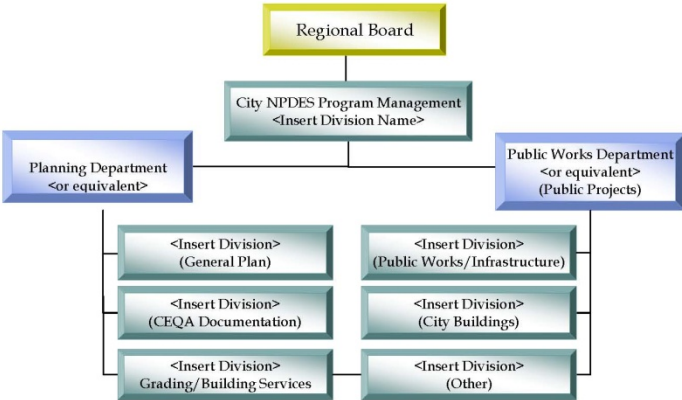 Regional Board
City NPDES Program Management
<Insert Division Name>
Planning Department
<or equivalent>
Public Works Department
<or equivalent>
(Public Projects)
<Insert Division>
(General Plan)
<Insert Division>
(Public Works/Infrastructure)
<Insert Division>
(CEQA Documentation)
<Insert Division>
(City Buildings)
<Insert Division>
Grading/Building Services
<Insert Division>
(Other)